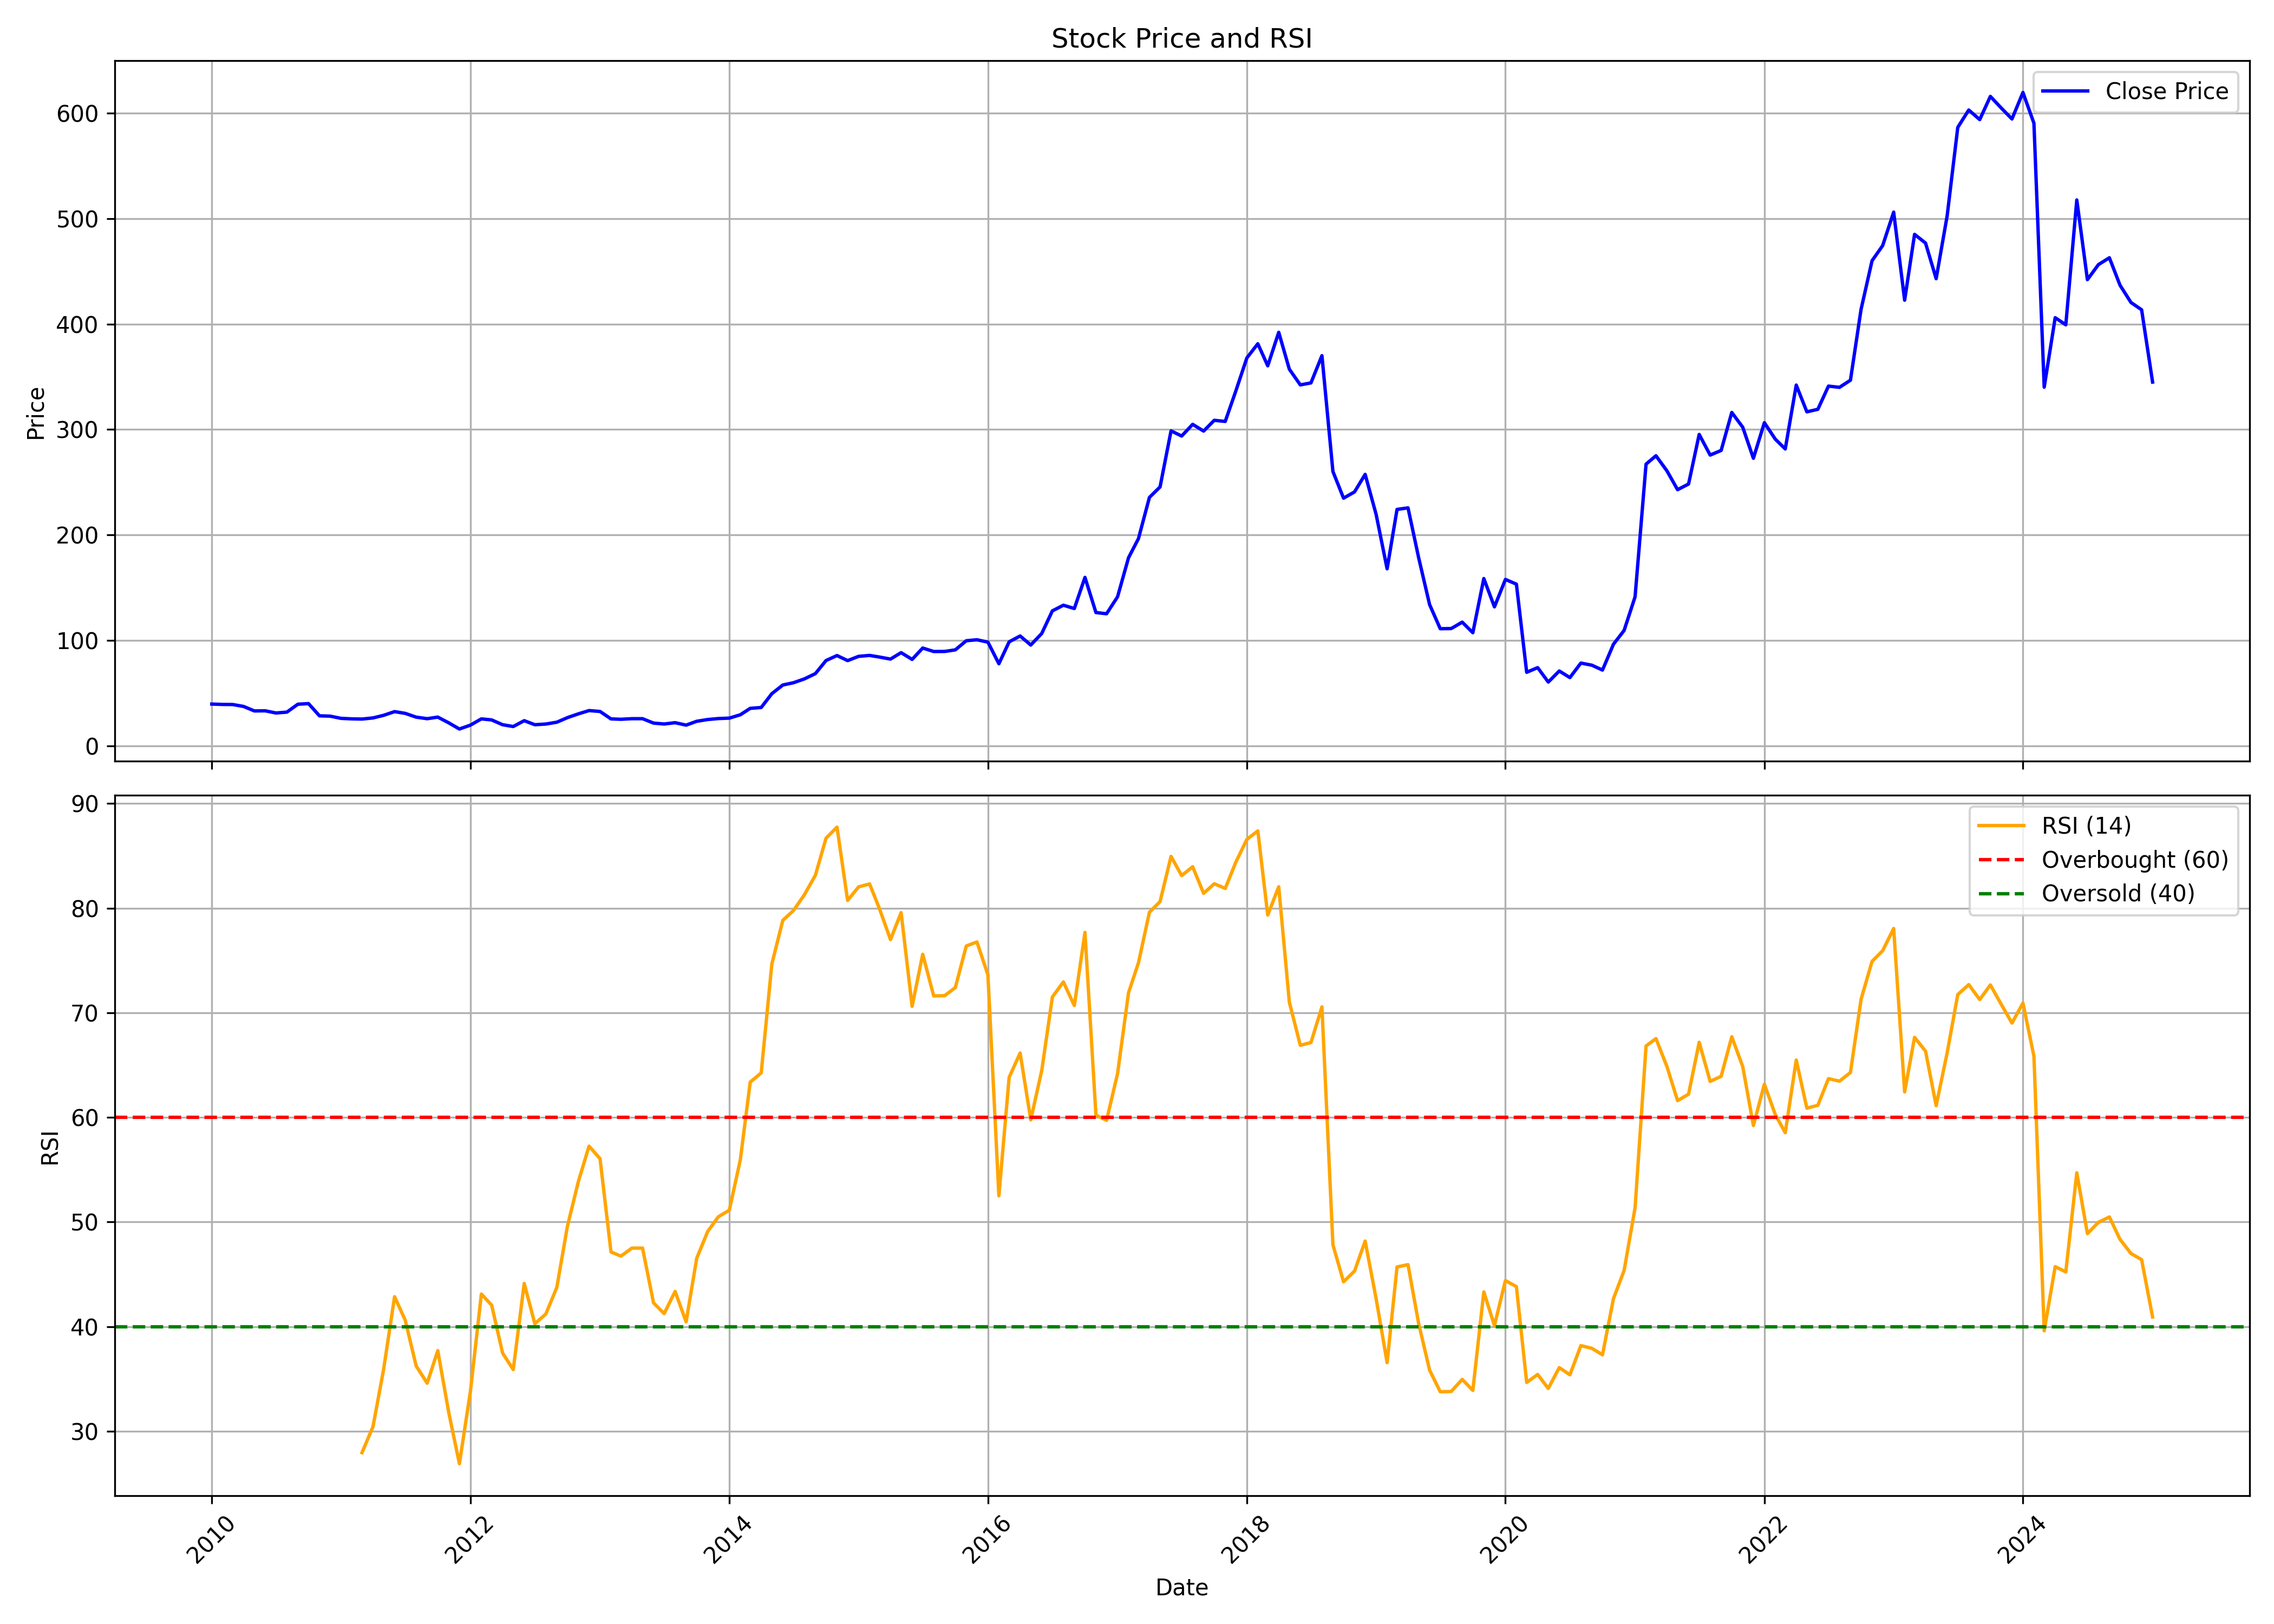 Stock Price and RSI
Close Price
600
500
400
300
200
100
0
Price
90
80
70
60
50
40
30
RSI
RSI (14)
Overbought (60)
Oversold (40)
2010
2012
2014
2016
2018
2020
2022
2024
Date